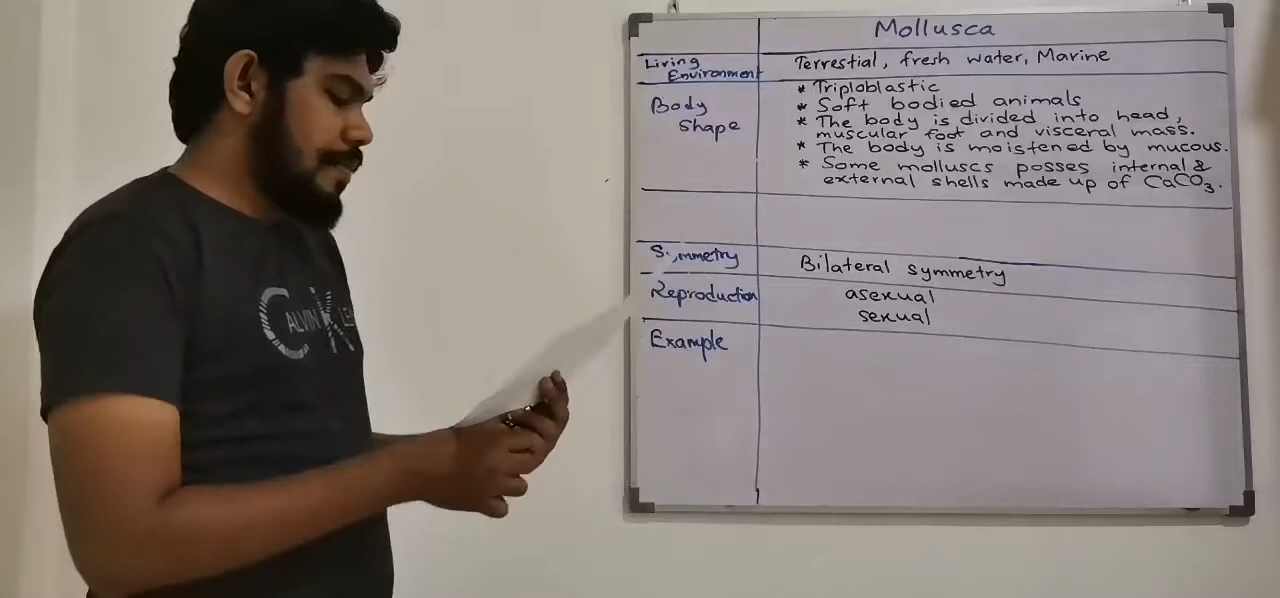 Mollusca
Living
Environment
Terrestial, fresh water, Marine
Body
Shape
* Triploblastic
* Soft bodied animals
* The body is divided into head,
muscular foot and visceral mass.
* The body is moistened by mucous.
* Some molluscs posses internal &
external shells made up of CaCO₃.
Symmetry
Bilateral symmetry
Reproduction
asexual
sexual
Example
CALVIN